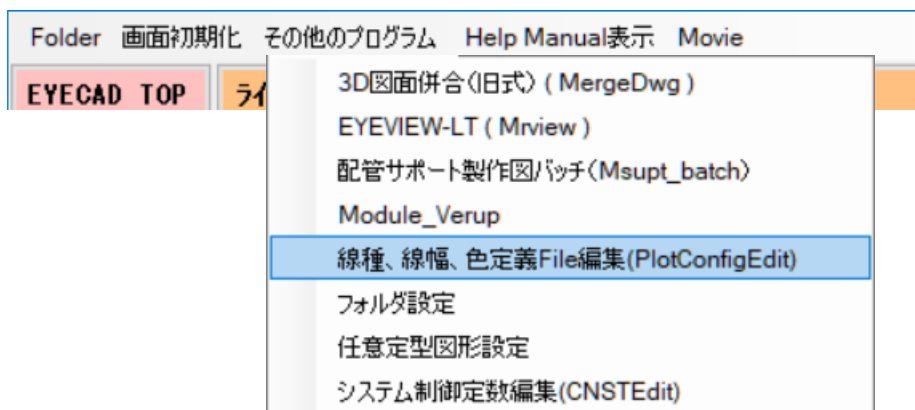 Folder 画面初期化 その他のプログラム Help Manual表示 Movie
EYECAD TOP
3D図面併合(旧式) ( MergeDwg )
EYEVIEW-LT ( Mrview )
配管サポート製作図バッチ(Msupt_batch)
Module_Verup
線種、線幅、色定義File編集(PlotConfigEdit)
フォルダ設定
任意定型図形設定
システム制御定数編集(CNSTEdit)